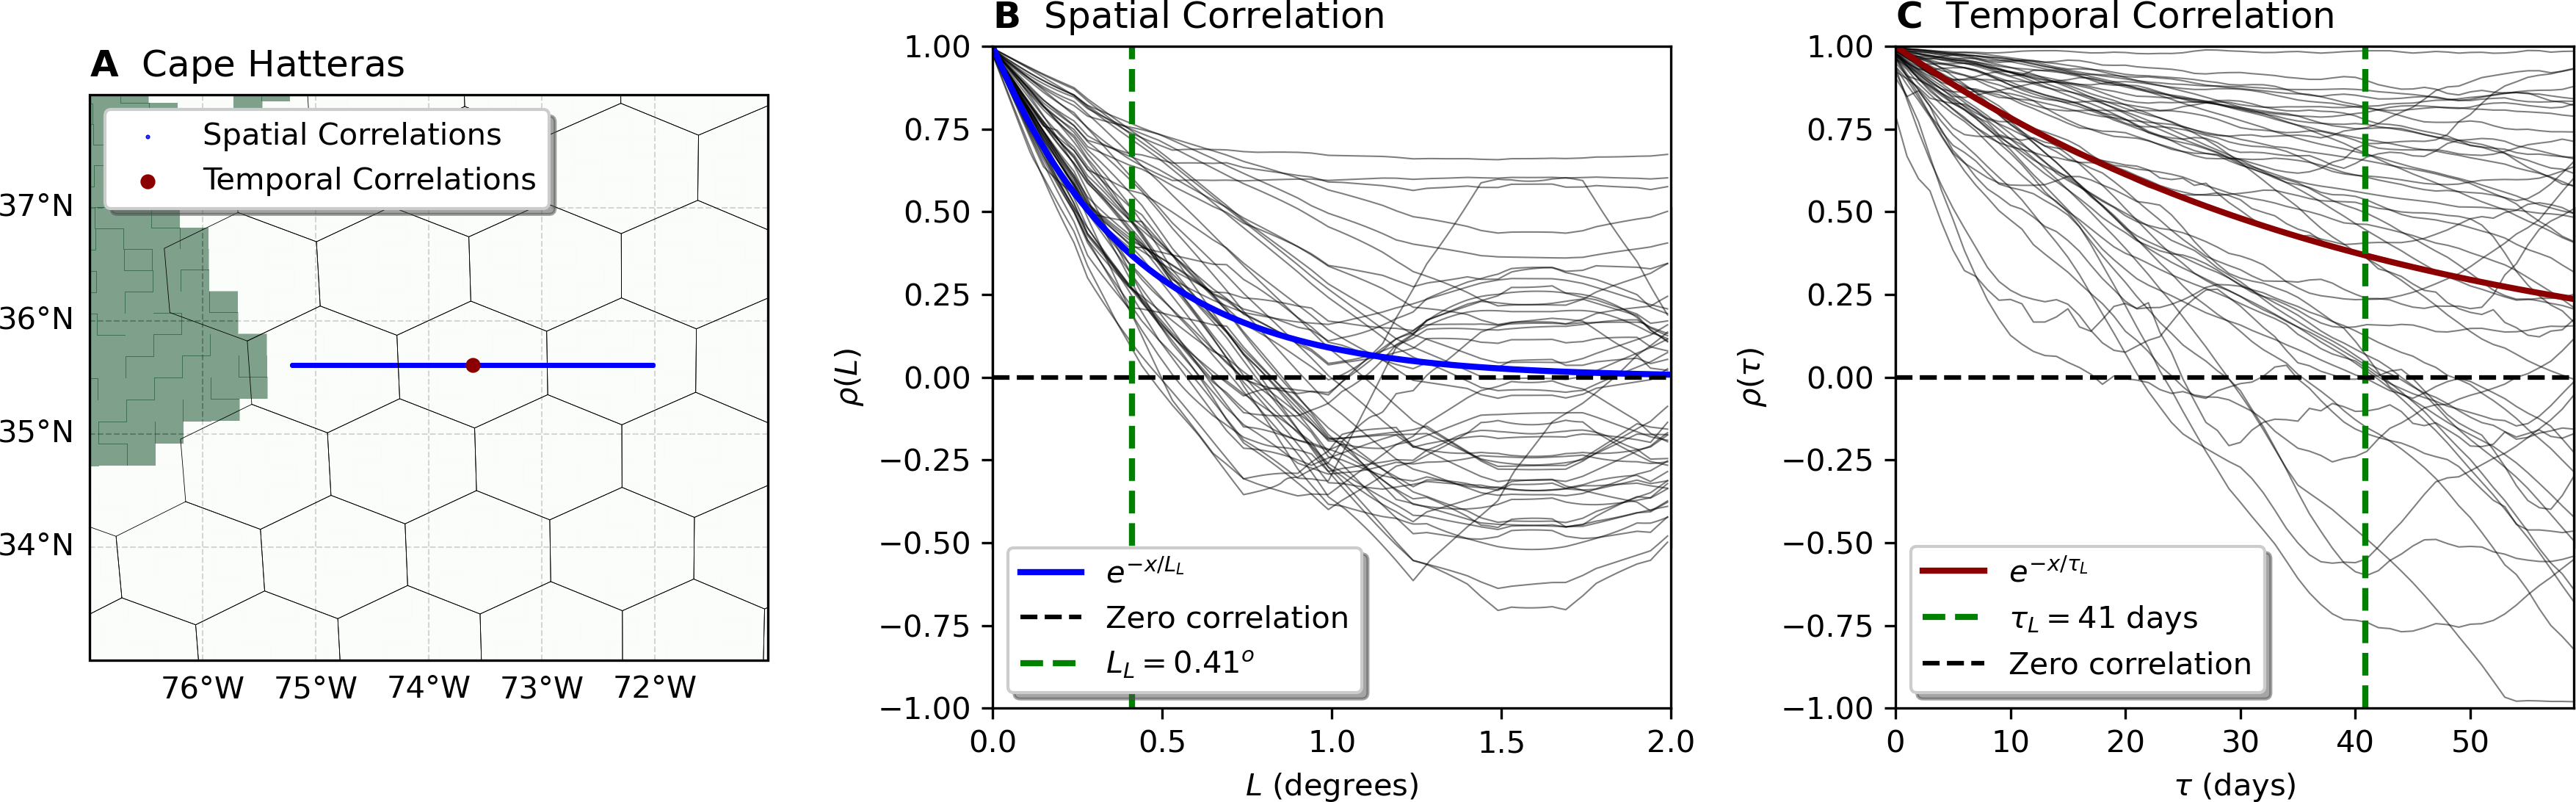 A Cape Hatteras
Spatial Correlations
Temporal Correlations
37°N
36°N
35°N
34°N
76°W 75°W 74°W 73°W 72°W
B Spatial Correlation
1.00
0.75
0.50
0.25
0.00
−0.25
−0.50
−0.75
−1.00
ρ(L)
e^{−x/L_L}
Zero correlation
L_L = 0.41^o
0.0 0.5 1.0 1.5 2.0
L (degrees)
C Temporal Correlation
1.00
0.75
0.50
0.25
0.00
−0.25
−0.50
−0.75
−1.00
ρ(τ)
e^{−x/τ_L}
τ_L = 41 days
Zero correlation
0 10 20 30 40 50
τ (days)